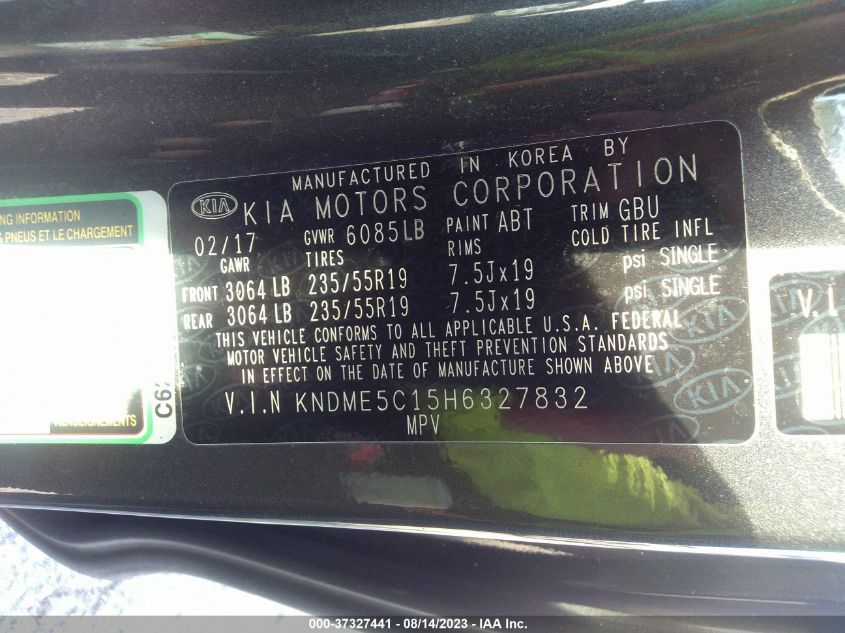 MANUFACTURED IN KOREA BY
KIA KIA MOTORS CORPORATION
02/17 GVWR 6085LB PAINT ABT TRIM GBU
GAWR TIRES RIMS COLD TIRE INFL
FRONT 3064 LB 235/55R19 7.5Jx19 psi SINGLE
REAR 3064 LB 235/55R19 7.5Jx19 psi SINGLE
THIS VEHICLE CONFORMS TO ALL APPLICABLE U.S.A. FEDERAL
MOTOR VEHICLE SAFETY AND THEFT PREVENTION STANDARDS
IN EFFECT ON THE DATE OF MANUFACTURE SHOWN ABOVE
V.I.N KNDME5C15H6327832
MPV
NG INFORMATION
S PNEUS ET LE CHARGEMENT
RENSEIGNEMENTS
C6
V.I
000-37327441 - 08/14/2023 - IAA Inc.